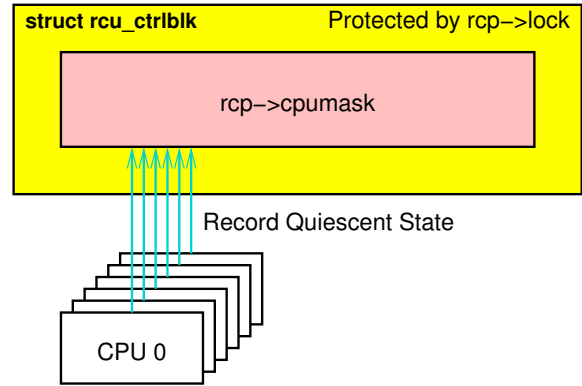 struct rcu_ctrlblk
Protected by rcp->lock
rcp->cpumask
Record Quiescent State
CPU 0